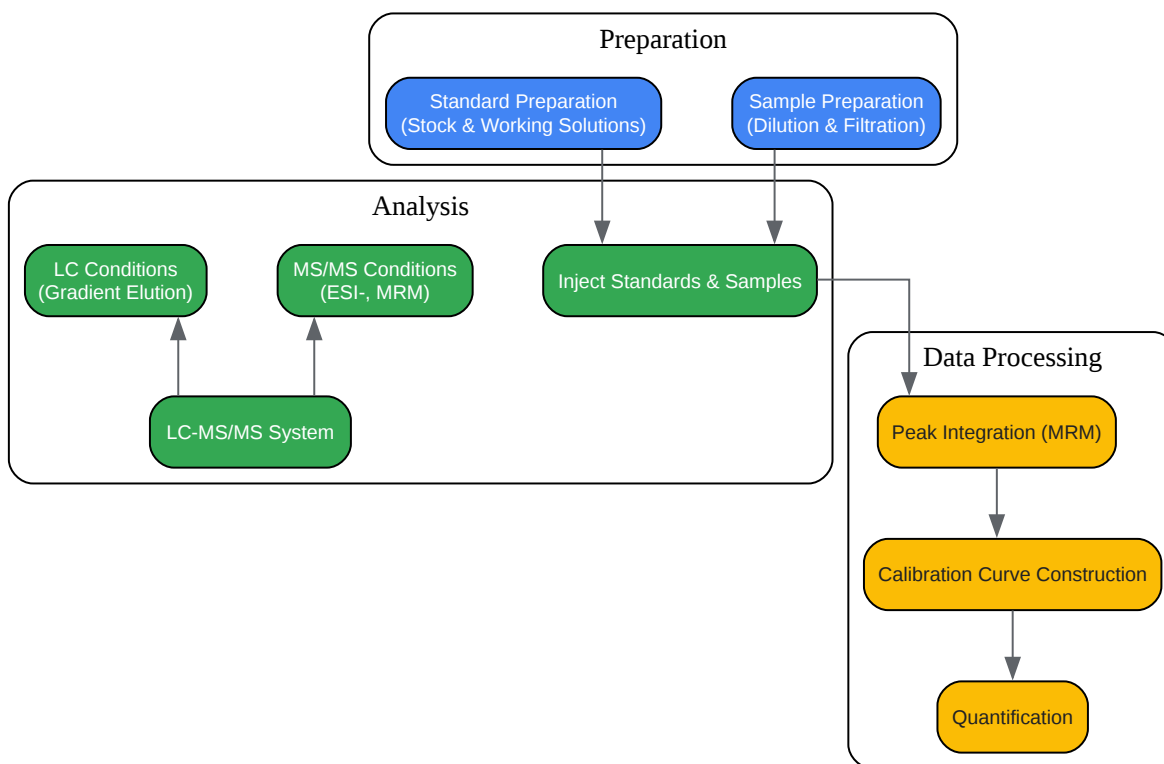 Preparation
Standard Preparation
(Stock & Working Solutions)
Sample Preparation
(Dilution & Filtration)
Analysis
LC Conditions
(Gradient Elution)
MS/MS Conditions
(ESI-, MRM)
Inject Standards & Samples
LC-MS/MS System
Data Processing
Peak Integration (MRM)
Calibration Curve Construction
Quantification